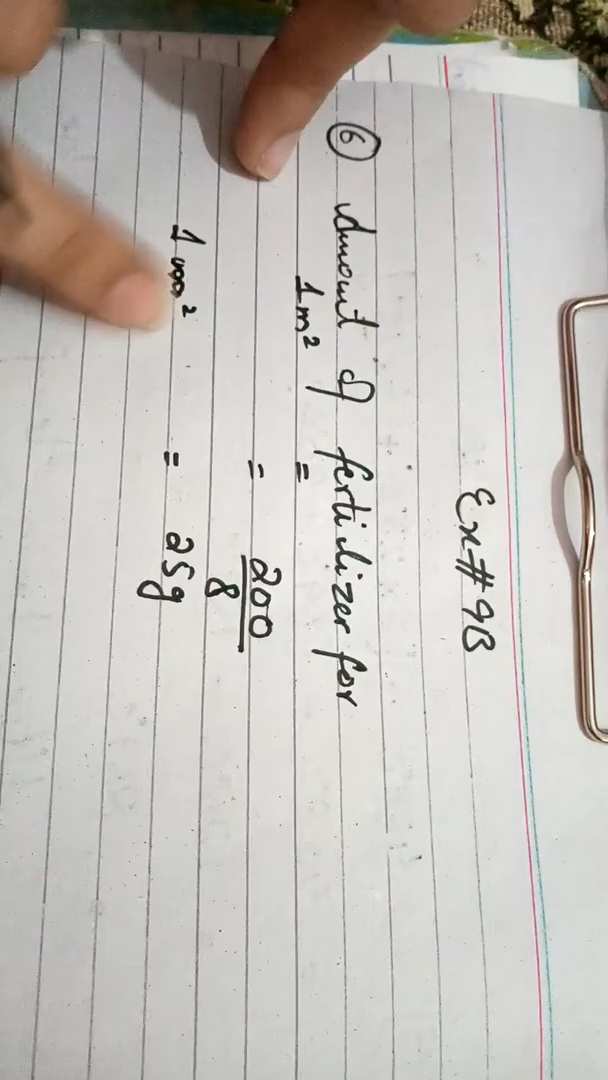 Ex# 9B
⑥ Amount of fertilizer for
1m² =
= 200/8
1m² = 25g